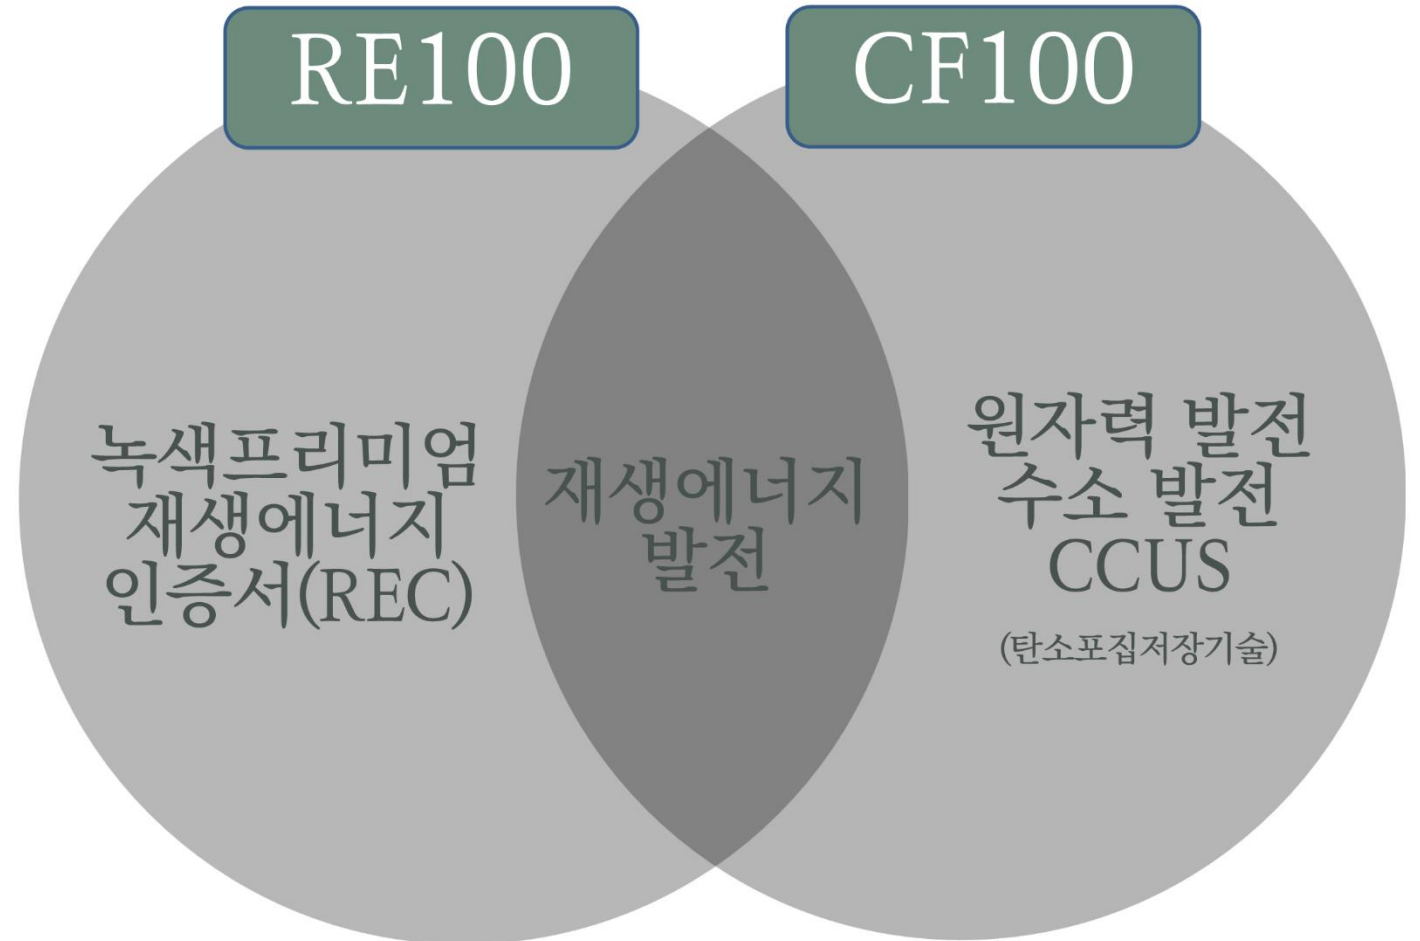 RE100
CF100
녹색프리미엄
재생에너지
인증서(REC)
재생에너지
발전
원자력 발전
수소 발전
CCUS
(탄소포집저장기술)